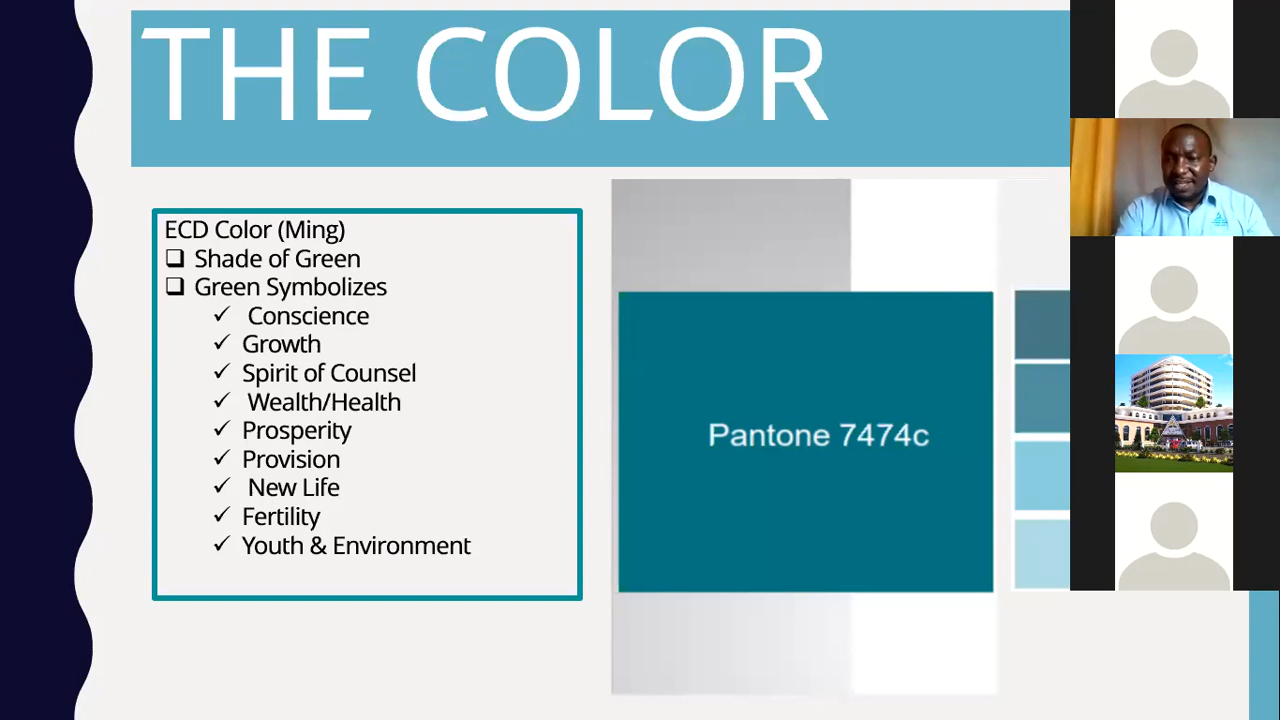 THE COLOR
ECD Color (Ming)
Shade of Green
Green Symbolizes
Conscience
Growth
Spirit of Counsel
Wealth/Health
Prosperity
Provision
New Life
Fertility
Youth & Environment
Pantone 7474c